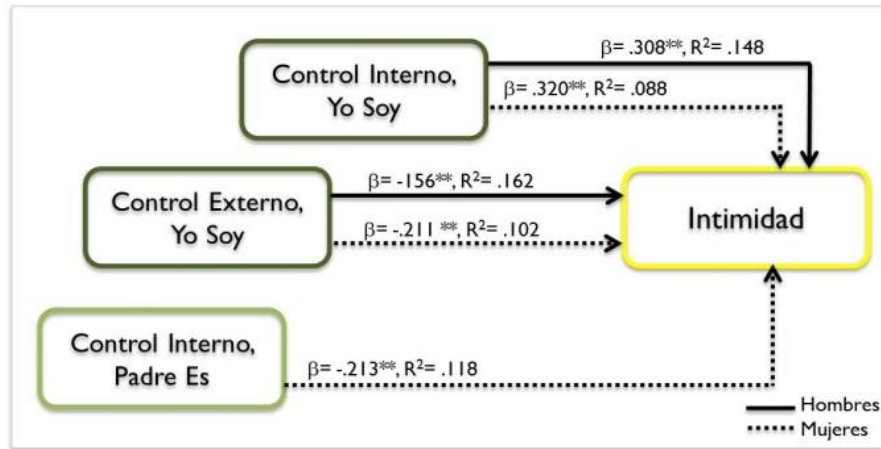 β= .308**, R²= .148
Control Interno,
Yo Soy
β= .320**, R²= .088
β= -156**, R²= .162
Control Externo,
Yo Soy
β= -.211 **, R²= .102
Intimidad
Control Interno,
Padre Es
β= -.213**, R²= .118
Hombres
Mujeres